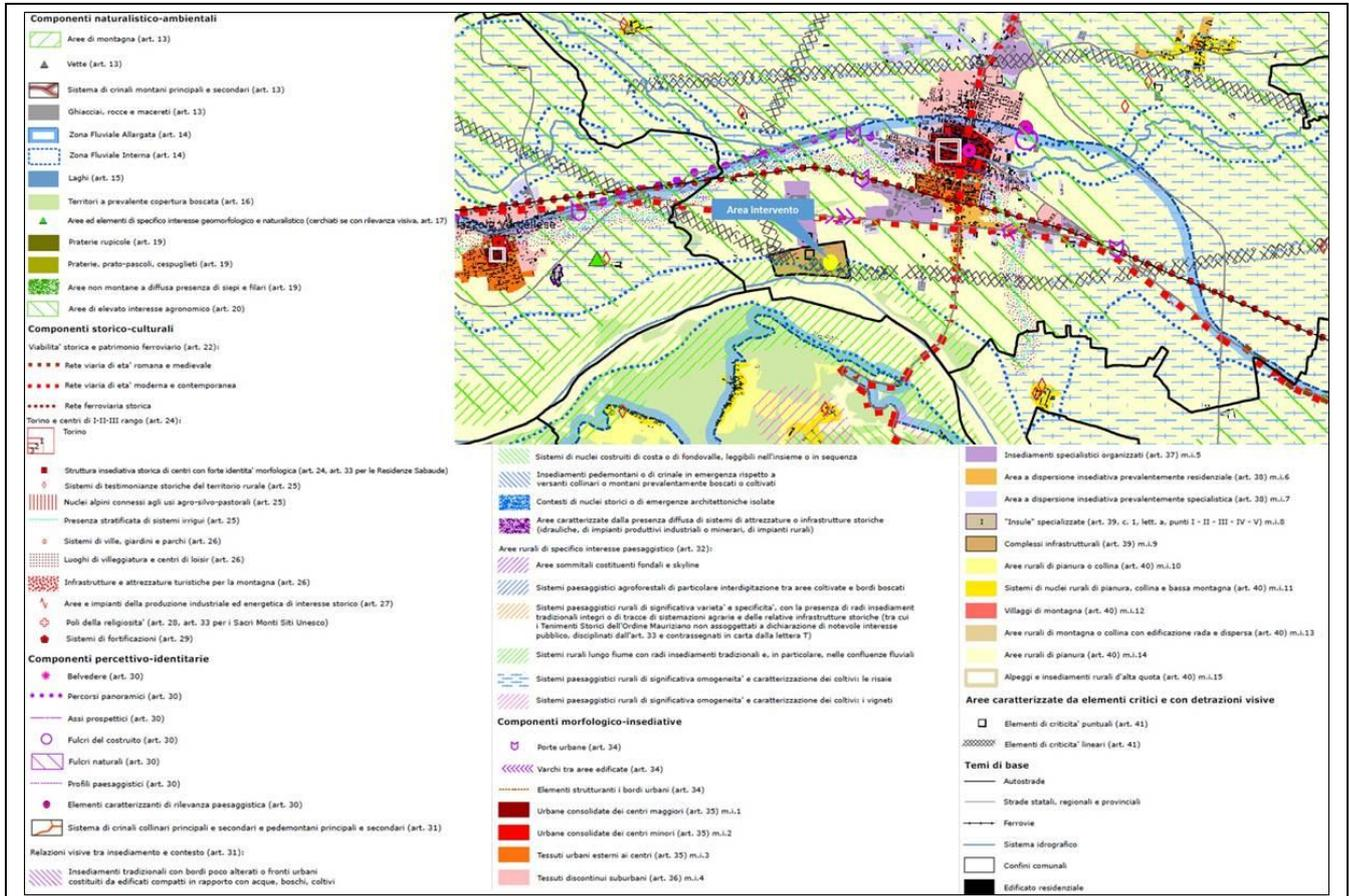 Componenti naturalistico-ambientali
Aree di montagna (art. 13)
Vette (art. 13)
Sistema di crinali montani principali e secondari (art. 13)
Ghiacciai, rocce e macereti (art. 13)
Zona Fluviale Allargata (art. 14)
Zona Fluviale Interna (art. 14)
Laghi (art. 15)
Territori a prevalente copertura boscata (art. 16)
Aree ed elementi di specifico interesse geomorfologico e naturalistico (cerchiati se con rilevanza visiva, art. 17)
Praterie rupicole (art. 19)
Praterie, prato-pascoli, cespuglieti (art. 19)
Aree non montane a diffusa presenza di siepi e filari (art. 19)
Aree di elevato interesse agronomico (art. 20)
Componenti storico-culturali
Viabilita' storica e patrimonio ferroviario (art. 22):
Rete viaria di eta' romana e medievale
Rete viaria di eta' moderna e contemporanea
Rete ferroviaria storica
Torino e centri di I-II-III rango (art. 24):
Torino
Struttura insediativa storica di centri con forte identita' morfologica (art. 24, art. 33 per le Residenze Sabaude)
Sistemi di testimonianze storiche del territorio rurale (art. 25)
Nuclei alpini connessi agli usi agro-silvo-pastorali (art. 25)
Presenza stratificata di sistemi irrigui (art. 25)
Sistemi di ville, giardini e parchi (art. 26)
Luoghi di villeggiatura e centri di loisir (art. 26)
Infrastrutture e attrezzature turistiche per la montagna (art. 26)
Aree e impianti della produzione industriale ed energetica di interesse storico (art. 27)
Poli della religiosita' (art. 28, art. 33 per i Sacri Monti Siti Unesco)
Sistemi di fortificazioni (art. 29)
Componenti percettivo-identitarie
Belvedere (art. 30)
Percorsi panoramici (art. 30)
Assi prospettici (art. 30)
Fulcri del costruito (art. 30)
Fulcri naturali (art. 30)
Profili paesaggistici (art. 30)
Elementi caratterizzanti di rilevanza paesaggistica (art. 30)
Sistema di crinali collinari principali e secondari e pedemontani principali e secondari (art. 31)
Relazioni visive tra insediamento e contesto (art. 31):
Insediamenti tradizionali con bordi poco alterati o fronti urbani
costituiti da edificati compatti in rapporto con acque, boschi, coltivi
Area Intervento
Sistemi di nuclei costruiti di costa o di fondovalle, leggibili nell'insieme o in sequenza
Insediamenti pedemontani o di crinale in emergenza rispetto a
versanti collinari o montani prevalentemente boscati o coltivati
Contesti di nuclei storici o di emergenze architettoniche isolate
Aree caratterizzate dalla presenza diffusa di sistemi di attrezzature o infrastrutture storiche
(idrauliche, di impianti produttivi industriali o minerari, di impianti rurali)
Aree rurali di specifico interesse paesaggistico (art. 32):
Aree sommitali costituenti fondali e skyline
Sistemi paesaggistici agroforestali di particolare interdigitazione tra aree coltivate e bordi boscati
Sistemi paesaggistici rurali di significativa varieta' e specificita', con la presenza di radi insediament
tradizionali integri o di tracce di sistemazioni agrarie e delle relative infrastrutture storiche (tra cui
i Tenimenti Storici dell'Ordine Mauriziano non assoggettati a dichiarazione di notevole interesse
pubblico, disciplinati dall'art. 33 e contrassegnati in carta dalla lettera T)
Sistemi rurali lungo fiume con radi insediamenti tradizionali e, in particolare, nelle confluenze fluviali
Sistemi paesaggistici rurali di significativa omogeneita' e caratterizzazione dei coltivi: le risaie
Sistemi paesaggistici rurali di significativa omogeneita' e caratterizzazione dei coltivi: i vigneti
Componenti morfologico-insediative
Porte urbane (art. 34)
Varchi tra aree edificate (art. 34)
Elementi strutturanti i bordi urbani (art. 34)
Urbane consolidate dei centri maggiori (art. 35) m.i.1
Urbane consolidate dei centri minori (art. 35) m.i.2
Tessuti urbani esterni ai centri (art. 35) m.i.3
Tessuti discontinui suburbani (art. 36) m.i.4
Insediamenti specialistici organizzati (art. 37) m.i.5
Area a dispersione insediativa prevalentemente residenziale (art. 38) m.i.6
Area a dispersione insediativa prevalentemente specialistica (art. 38) m.i.7
I "Insule" specializzate (art. 39, c. 1, lett. a, punti I - II - III - IV - V) m.i.8
Complessi infrastrutturali (art. 39) m.i.9
Aree rurali di pianura o collina (art. 40) m.i.10
Sistemi di nuclei rurali di pianura, collina e bassa montagna (art. 40) m.i.11
Villaggi di montagna (art. 40) m.i.12
Aree rurali di montagna o collina con edificazione rada e dispersa (art. 40) m.i.13
Aree rurali di pianura (art. 40) m.i.14
Alpeggi e insediamenti rurali d'alta quota (art. 40) m.i.15
Aree caratterizzate da elementi critici e con detrazioni visive
Elementi di criticita' puntuali (art. 41)
Elementi di criticita' lineari (art. 41)
Temi di base
Autostrade
Strade statali, regionali e provinciali
Ferrovie
Sistema idrografico
Confini comunali
Edificato residenziale